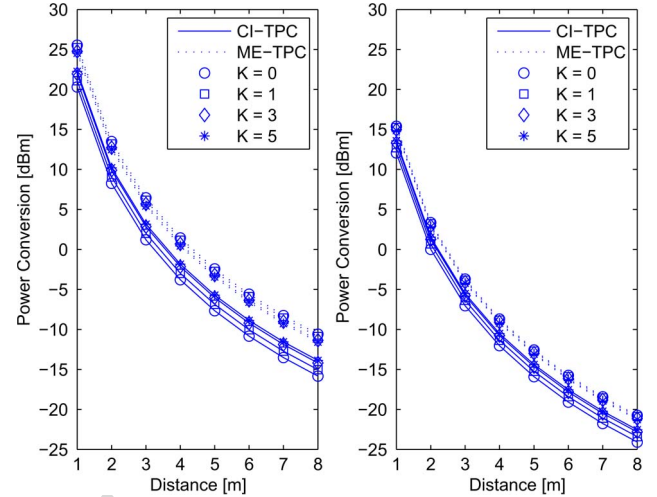 30
25
20
15
10
5
0
−5
−10
−15
−20
−25
1 2 3 4 5 6 7 8
Power Conversion [dBm]
Distance [m]
CI−TPC
ME−TPC
K = 0
K = 1
K = 3
K = 5
30
25
20
15
10
5
0
−5
−10
−15
−20
−25
1 2 3 4 5 6 7 8
Power Conversion [dBm]
Distance [m]
CI−TPC
ME−TPC
K = 0
K = 1
K = 3
K = 5